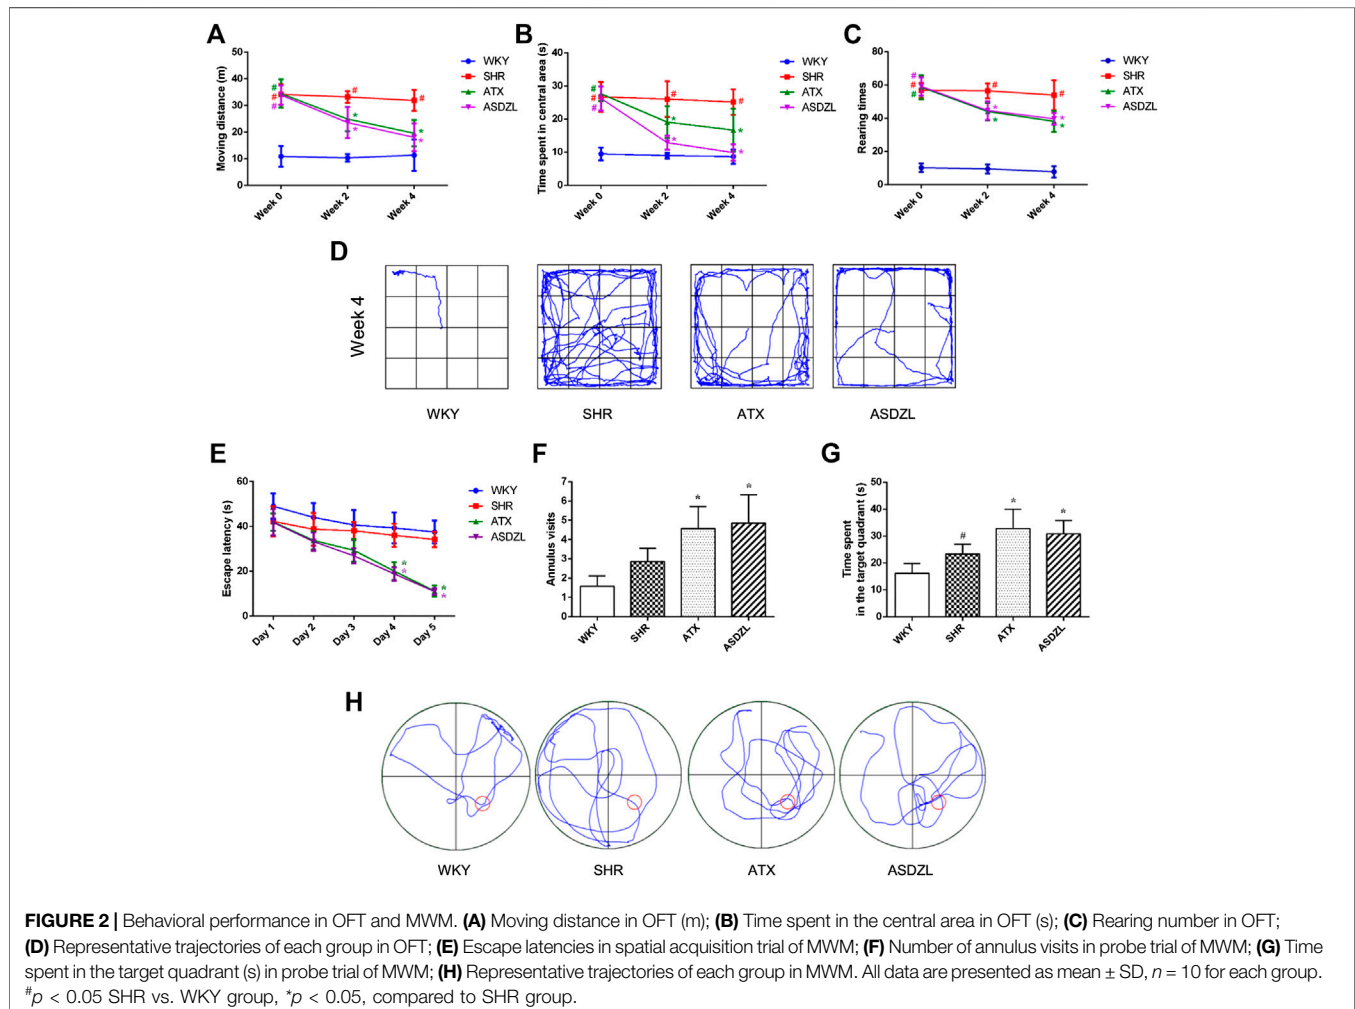 A
Moving distance (m)
50
40
30
20
10
0
Week 0
Week 2
Week 4
# # #
#
*
*
#
*
*
WKY
SHR
ATX
ASDZL
B
Time spent in central area (s)
40
30
20
10
0
Week 0
Week 2
Week 4
# # #
#
*
*
#
*
*
WKY
SHR
ATX
ASDZL
C
Rearing times
80
60
40
20
0
Week 0
Week 2
Week 4
# # #
#
*
*
#
*
*
WKY
SHR
ATX
ASDZL
D
Week 4
WKY
SHR
ATX
ASDZL
E
Escape latency (s)
60
40
20
0
Day 1
Day 2
Day 3
Day 4
Day 5
*
*
*
*
WKY
SHR
ATX
ASDZL
F
Annulus visits
7
6
5
4
3
2
1
0
*
*
WKY
SHR
ATX
ASDZL
G
Time spent
in the target quadrant (s)
50
40
30
20
10
0
#
*
*
WKY
SHR
ATX
ASDZL
H
WKY
SHR
ATX
ASDZL
FIGURE 2 | Behavioral performance in OFT and MWM. (A) Moving distance in OFT (m); (B) Time spent in the central area in OFT (s); (C) Rearing number in OFT;
(D) Representative trajectories of each group in OFT; (E) Escape latencies in spatial acquisition trial of MWM; (F) Number of annulus visits in probe trial of MWM; (G) Time
spent in the target quadrant (s) in probe trial of MWM; (H) Representative trajectories of each group in MWM. All data are presented as mean ± SD, n = 10 for each group.
#p < 0.05 SHR vs. WKY group, *p < 0.05, compared to SHR group.